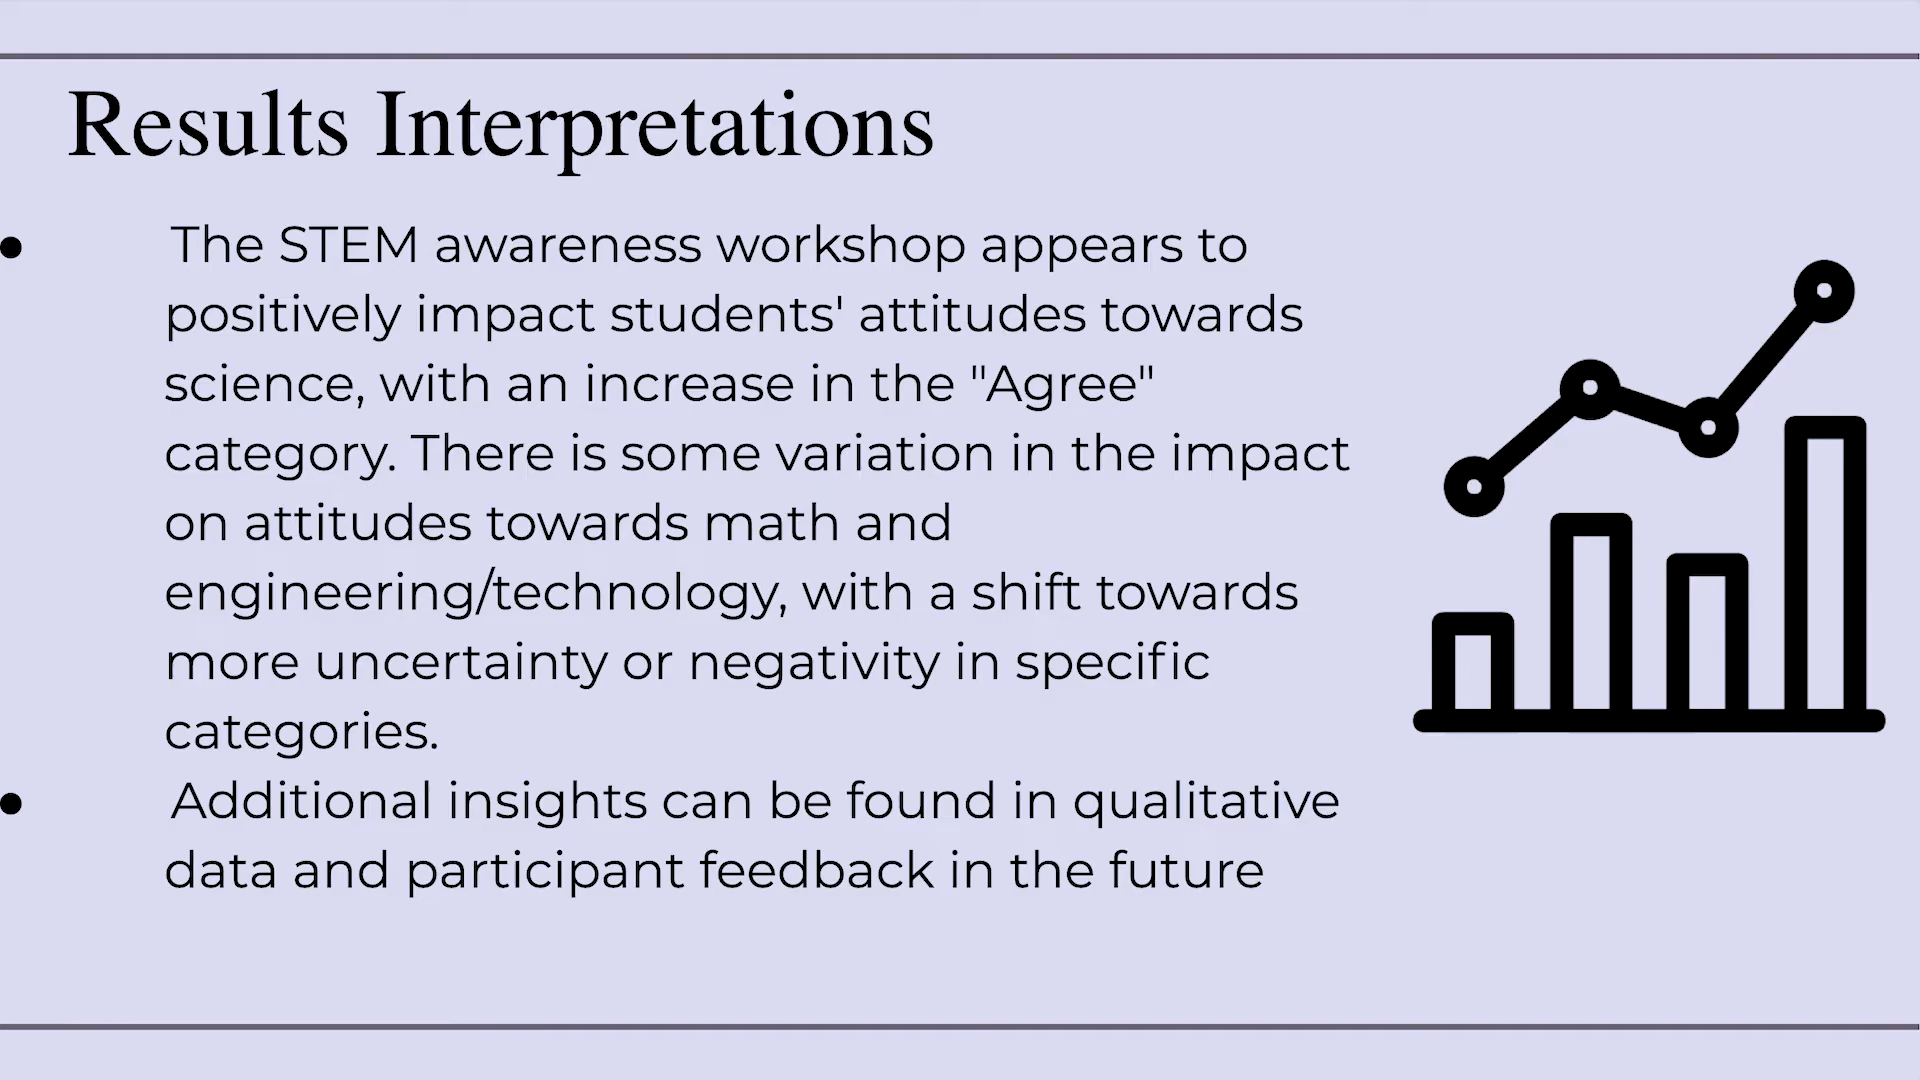 Results Interpretations
• The STEM awareness workshop appears to
positively impact students' attitudes towards
science, with an increase in the "Agree"
category. There is some variation in the impact
on attitudes towards math and
engineering/technology, with a shift towards
more uncertainty or negativity in specific
categories.
• Additional insights can be found in qualitative
data and participant feedback in the future